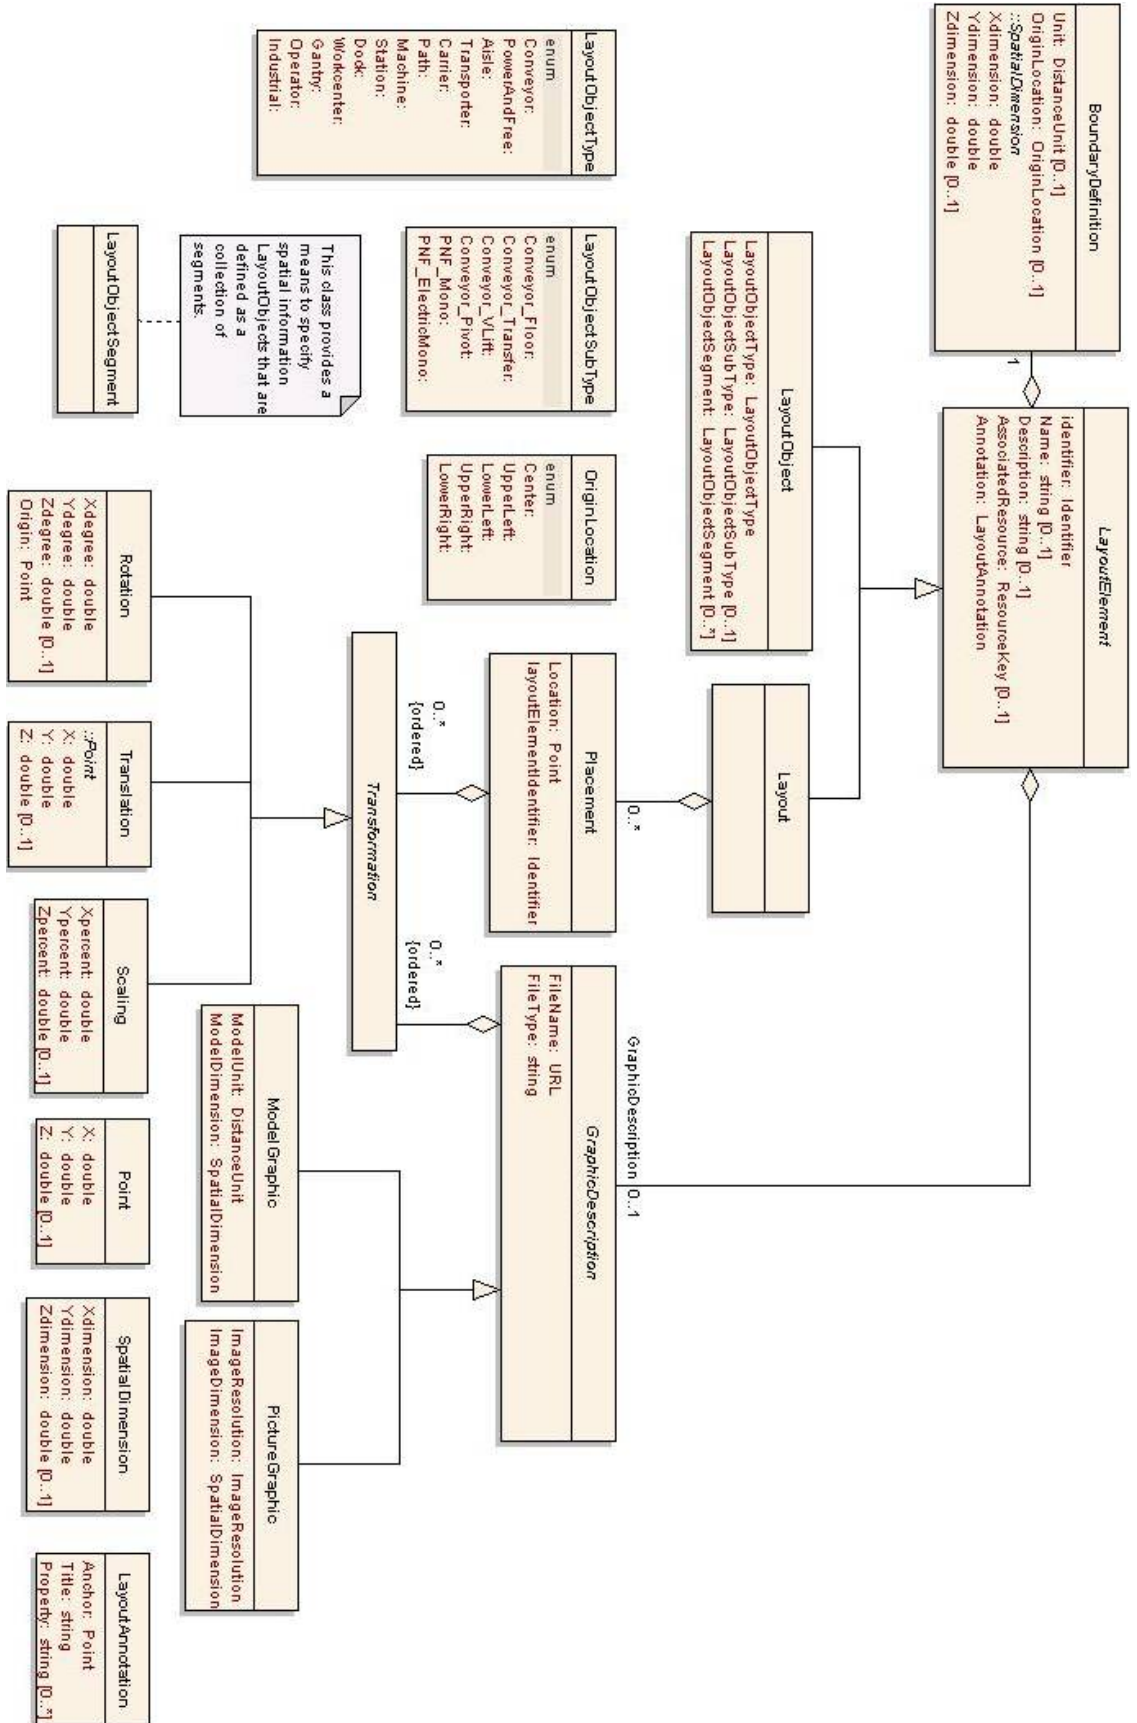 BoundaryDefinition
Unit: DistanceUnit [0..1]
OriginLocation: OriginLocation [0..1]
::SpatialDimension
Xdimension: double
Ydimension: double
Zdimension: double [0..1]
1
LayoutElement
identifier: Identifier
Name: string [0..1]
Description: string [0..1]
AssociatedResource: ResourceKey [0..1]
Annotation: LayoutAnnotation
LayoutObject
LayoutObjectType: LayoutObjectType
LayoutObjectSubType: LayoutObjectSubType [0..1]
LayoutObjectSegment: LayoutObjectSegment [0..*]
Layout
0..*
GraphicDescription 0..1
LayoutObjectType
enum
Conveyor:
PowerAndFree:
Aisle:
Transporter:
Carrier:
Path:
Machine:
Station:
Dock:
Workcenter:
Gantry:
Operator:
Industrial:
LayoutObjectSubType
enum
Conveyor_Floor:
Conveyor_Transfer:
Conveyor_VLift:
Conveyor_Pivot:
PNF_Mono:
PNF_ElectricMono:
OriginLocation
enum
Center:
UpperLeft:
LowerLeft:
UpperRight:
LowerRight:
Placement
Location: Point
layoutElementIdentifier: Identifier
GraphicDescription
FileName: URL
FileType: string
0..*
{ordered}
0..*
{ordered}
Transformation
This class provides a
means to specify
spatial information
LayoutObjects that are
defined as a
collection of
segments.
LayoutObjectSegment
ModelGraphic
ModelUnit: DistanceUnit
ModelDimension: SpatialDimension
PictureGraphic
ImageResolution: ImageResolution
ImageDimension: SpatialDimension
Rotation
Xdegree: double
Ydegree: double
Zdegree: double [0..1]
Origin: Point
Translation
::Point
X: double
Y: double
Z: double [0..1]
Scaling
Xpercent: double
Ypercent: double
Zpercent: double [0..1]
Point
X: double
Y: double
Z: double [0..1]
SpatialDimension
Xdimension: double
Ydimension: double
Zdimension: double [0..1]
LayoutAnnotation
Anchor: Point
Title: string
Property: string [0..*]